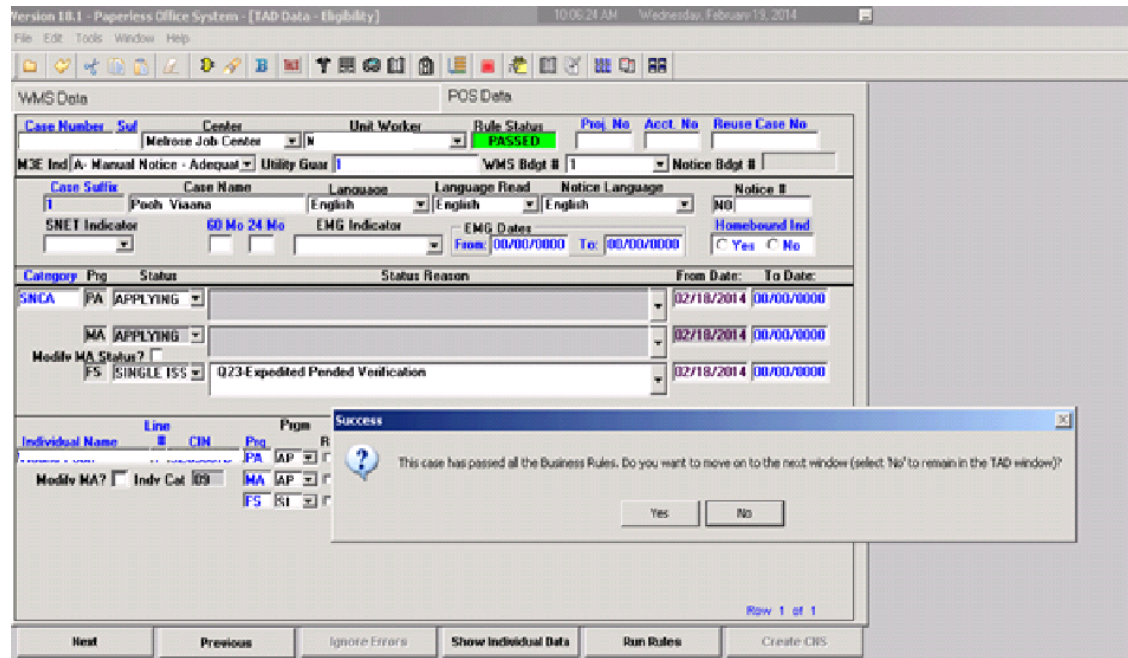 Version 18.1 - Paperless Office System - [TAD Data - Eligibility] 10:06:24 AM Wednesday, February 19, 2014
File Edit Tools Window Help
WMS Data POS Data
Case Number Suf Center Unit Worker Rule Status Proj. No Acct. No Reuse Case No
Melrose Job Center N PASSED
M3E Ind A- Manual Notice - Adequat Utility Guar 1 WMS Bdgt # 1 Notice Bdgt #
Case Suffix Case Name Language Language Read Notice Language Notice #
1 Pooh Viaana English English English NO
SNET Indicator 60 Mo 24 Mo EMG Indicator EMG Dates Homebound Ind
From: 00/00/0000 To: 00/00/0000 Yes No
Category Prg Status Status Reason From Date: To Date:
SNCA PA APPLYING 02/18/2014 00/00/0000
MA APPLYING 02/18/2014 00/00/0000
Modify MA Status?
FS SINGLE ISS Q23-Expedited Pended Verification 02/18/2014 00/00/0000
Line Prgm
Individual Name # CIN Prg R
PA AP
Modify MA? Indv Cat 09 MA AP
FS SI
Success
This case has passed all the Business Rules. Do you want to move on to the next window (select 'No' to remain in the TAD window)?
Yes No
Row 1 of 1
Next Previous Ignore Errors Show Individual Data Run Rules Create CNS